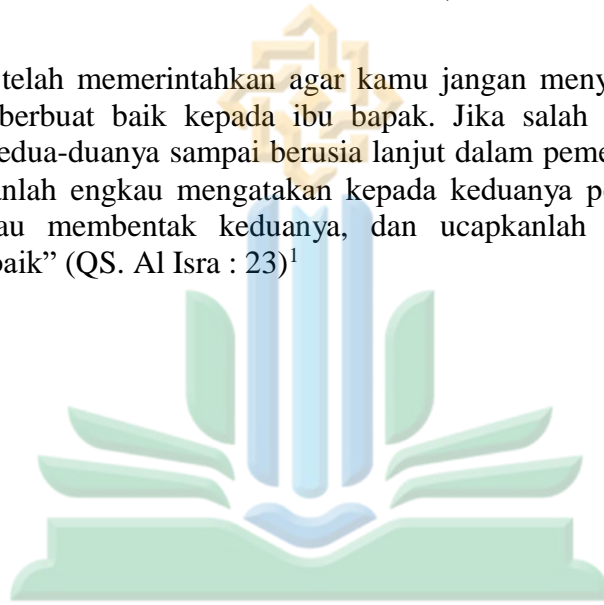 telah memerintahkan agar kamu jangan meny
berbuat baik kepada ibu bapak. Jika salah
edua-duanya sampai berusia lanjut dalam peme
nlah engkau mengatakan kepada keduanya pe
au membentak keduanya, dan ucapkanlah
baik” (QS. Al Isra : 23)1